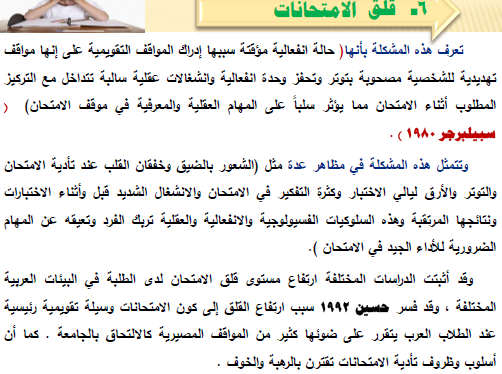 ٦- قلق الامتحانات
تعرف هذه المشكلة بأنها( حالة انفعالية مؤقتة سببها إدراك المواقف التقويمية على إنها مواقف
تهديدية للشخصية مصحوبة بتوتر وتحفز وحدة انفعالية وانشغالات عقلية سالبة تتداخل مع التركيز
المطلوب أثناء الامتحان مما يؤثر سلباً على المهام العقلية والمعرفية في موقف الامتحان) (
سبيلبرجر ١٩٨٠ ) .
وتتمثل هذه المشكلة في مظاهر عدة مثل (الشعور بالضيق وخفقان القلب عند تأدية الامتحان
والتوتر والأرق ليالي الاختبار وكثرة التفكير في الامتحان والانشغال الشديد قبل وأثناء الاختبارات
ونتائجها المرتقبة وهذه السلوكيات الفسيولوجية والانفعالية والعقلية تربك الفرد وتعيقه عن المهام
الضرورية للأداء الجيد في الامتحان ).
وقد أثبتت الدراسات المختلفة ارتفاع مستوى قلق الامتحان لدى الطلبة في البيئات العربية
المختلفة ، وقد فسر حسين ١٩٩٢ سبب ارتفاع القلق إلى كون الامتحانات وسيلة تقويمية رئيسية
عند الطلاب العرب يتقرر على ضوئها كثير من المواقف المصيرية كالالتحاق بالجامعة . كما أن
أسلوب وظروف تأدية الامتحانات تقترن بالرهبة والخوف .